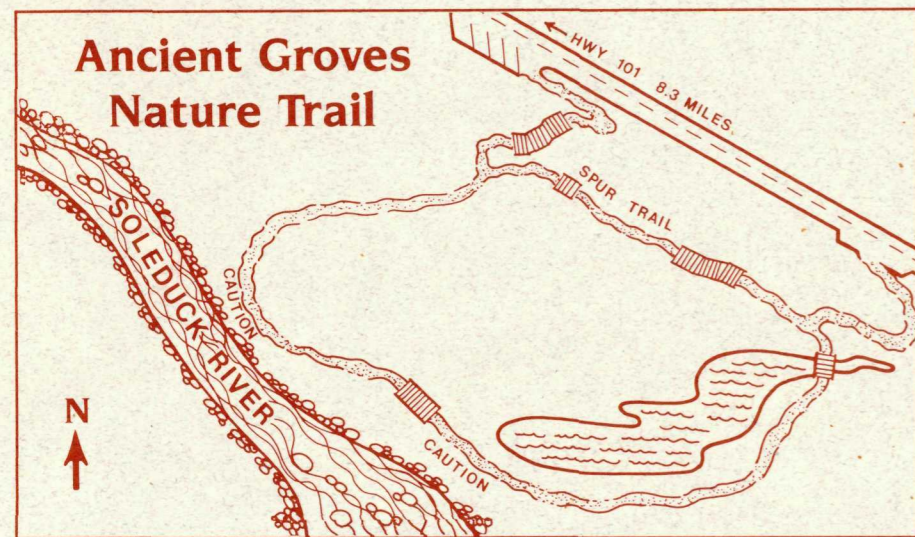 Ancient Groves
Nature Trail
HWY 101 8.3 MILES
SPUR TRAIL
SOLEDUCK RIVER
CAUTION
CAUTION
N